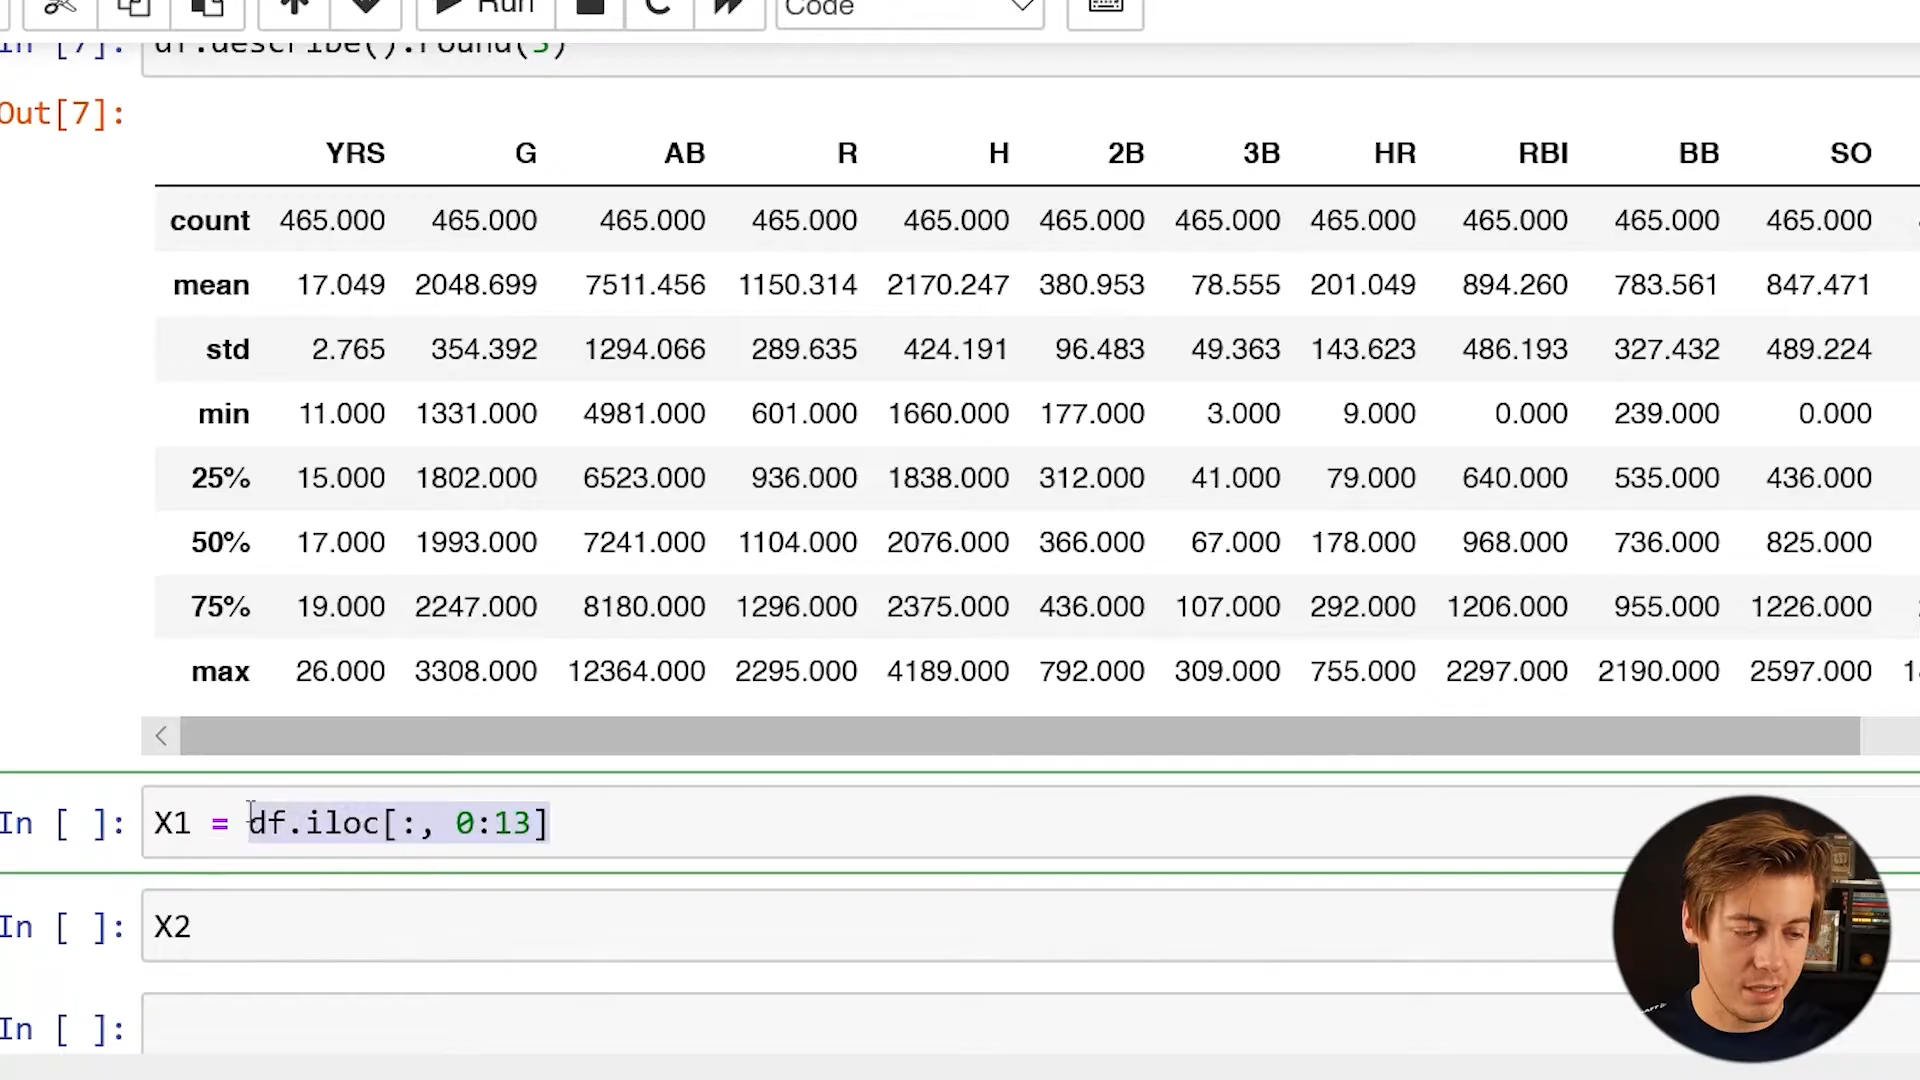 Run Code
In [7]: df.describe().round(3)
Out[7]:
YRS G AB R H 2B 3B HR RBI BB SO
count 465.000 465.000 465.000 465.000 465.000 465.000 465.000 465.000 465.000 465.000 465.000
mean 17.049 2048.699 7511.456 1150.314 2170.247 380.953 78.555 201.049 894.260 783.561 847.471
std 2.765 354.392 1294.066 289.635 424.191 96.483 49.363 143.623 486.193 327.432 489.224
min 11.000 1331.000 4981.000 601.000 1660.000 177.000 3.000 9.000 0.000 239.000 0.000
25% 15.000 1802.000 6523.000 936.000 1838.000 312.000 41.000 79.000 640.000 535.000 436.000
50% 17.000 1993.000 7241.000 1104.000 2076.000 366.000 67.000 178.000 968.000 736.000 825.000
75% 19.000 2247.000 8180.000 1296.000 2375.000 436.000 107.000 292.000 1206.000 955.000 1226.000
max 26.000 3308.000 12364.000 2295.000 4189.000 792.000 309.000 755.000 2297.000 2190.000 2597.000
In [ ]: X1 = df.iloc[:, 0:13]
In [ ]: X2
In [ ]: